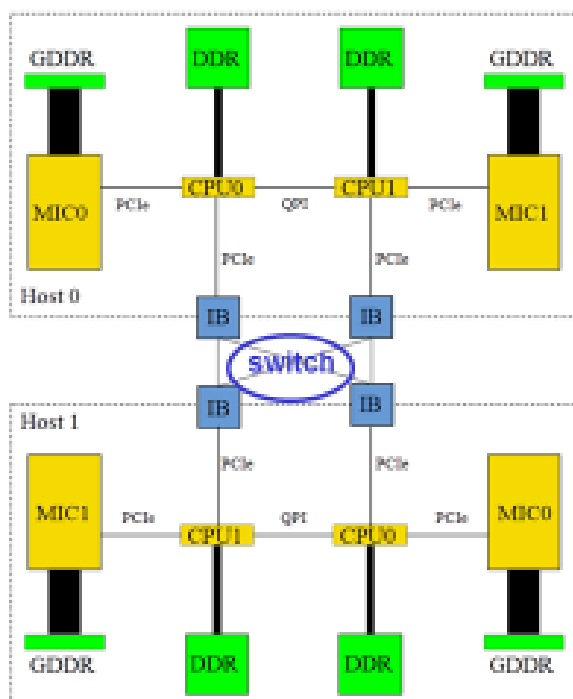 GDDR DDR DDR GDDR
MIC0 CPU0 CPU1 MIC1
PCIe QPI PCIe
PCIe PCIe
Host 0
IB IB
switch
IB IB
Host 1
PCIe PCIe
MIC1 PCIe QPI PCIe MIC0
CPU1 CPU0
GDDR DDR DDR GDDR